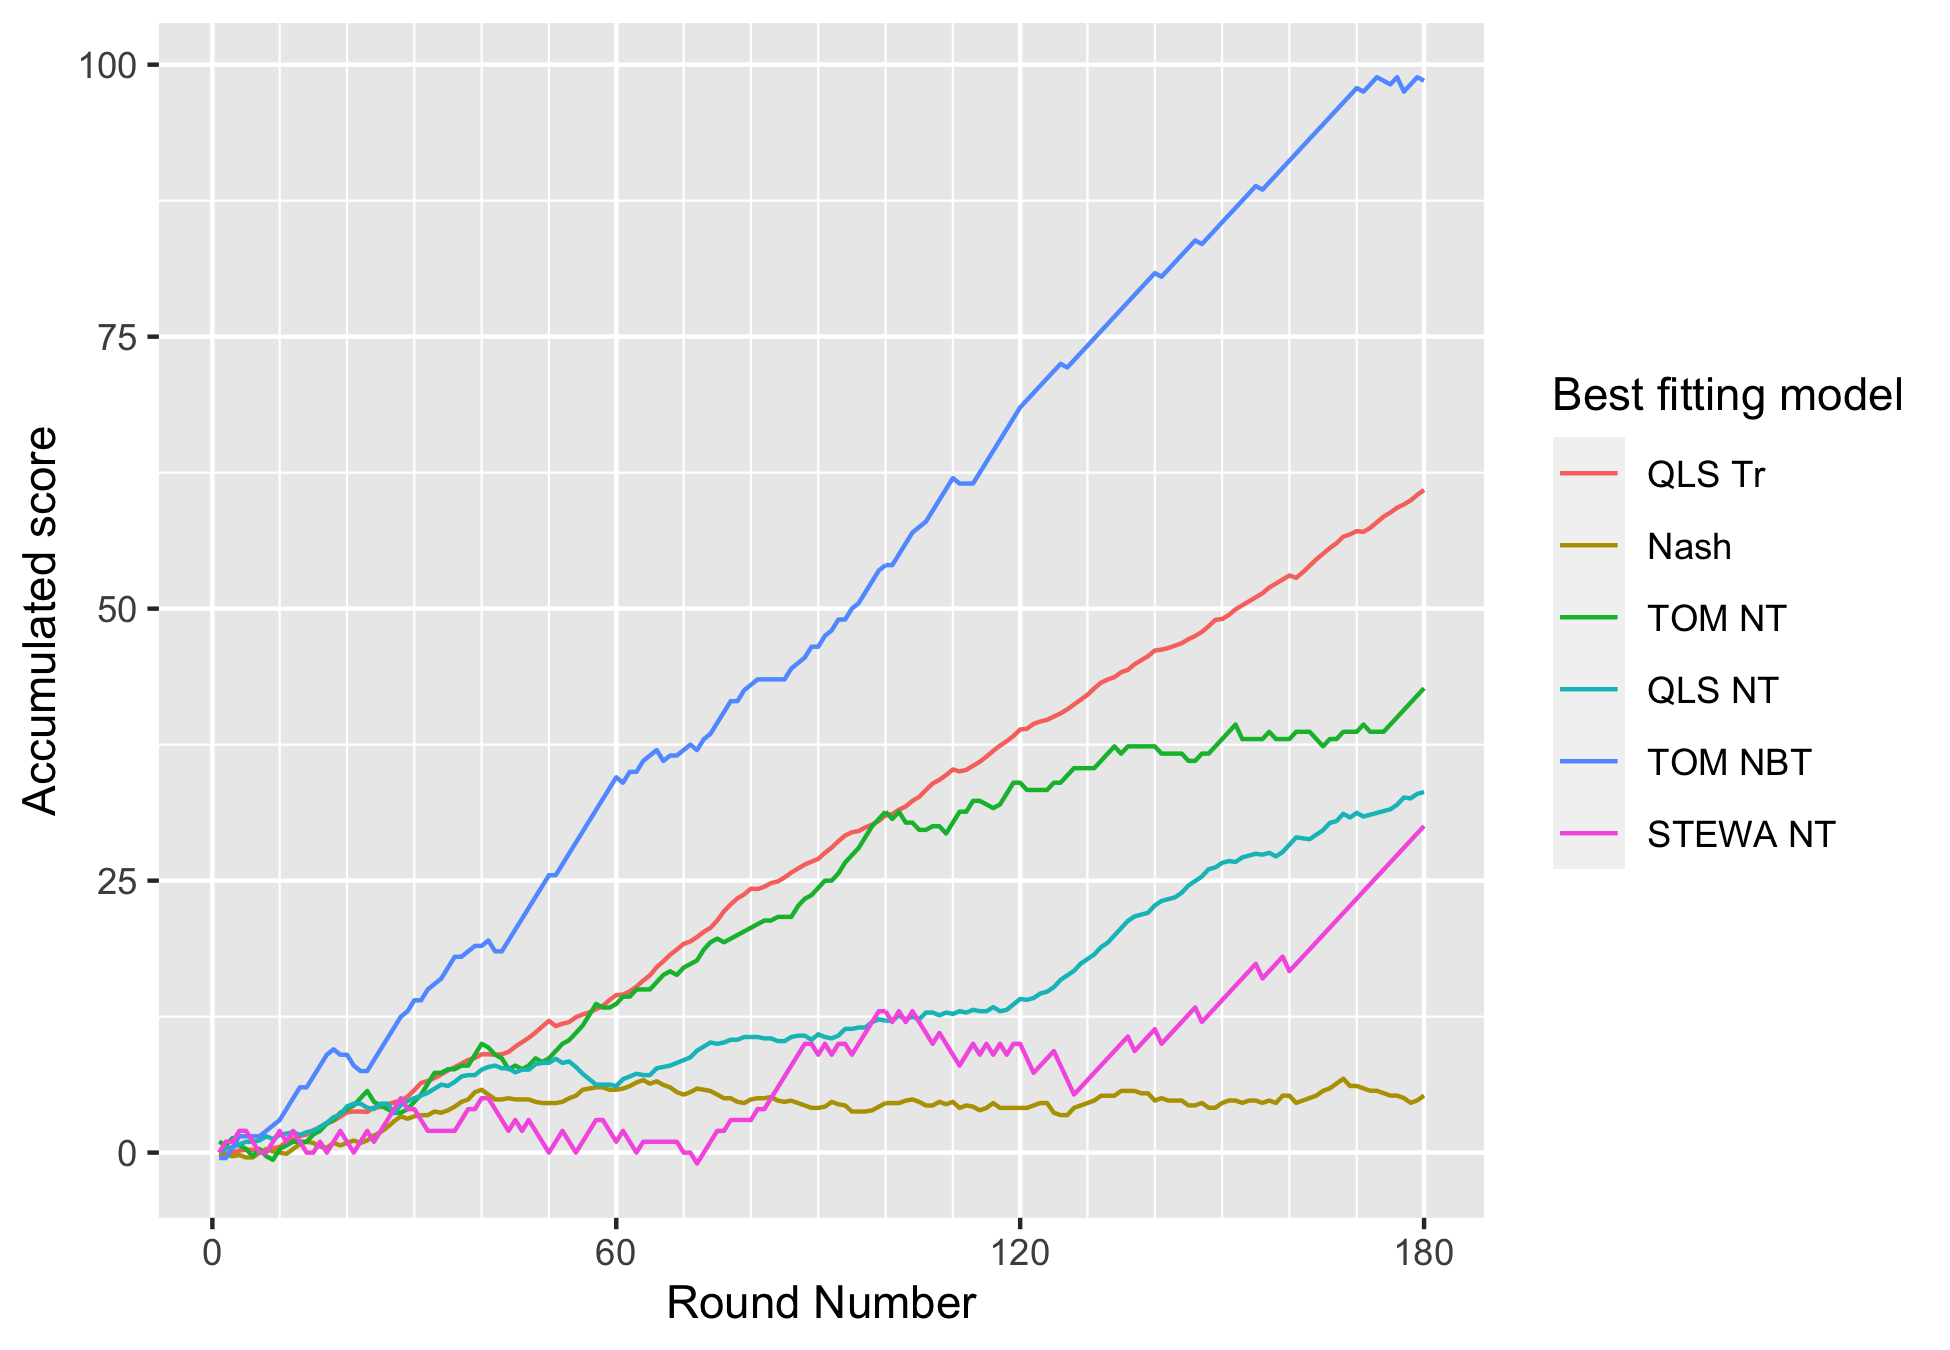 100
75
50
25
0
Accumulated score
0 60 120 180
Round Number
Best fitting model
QLS Tr
Nash
TOM NT
QLS NT
TOM NBT
STEWA NT